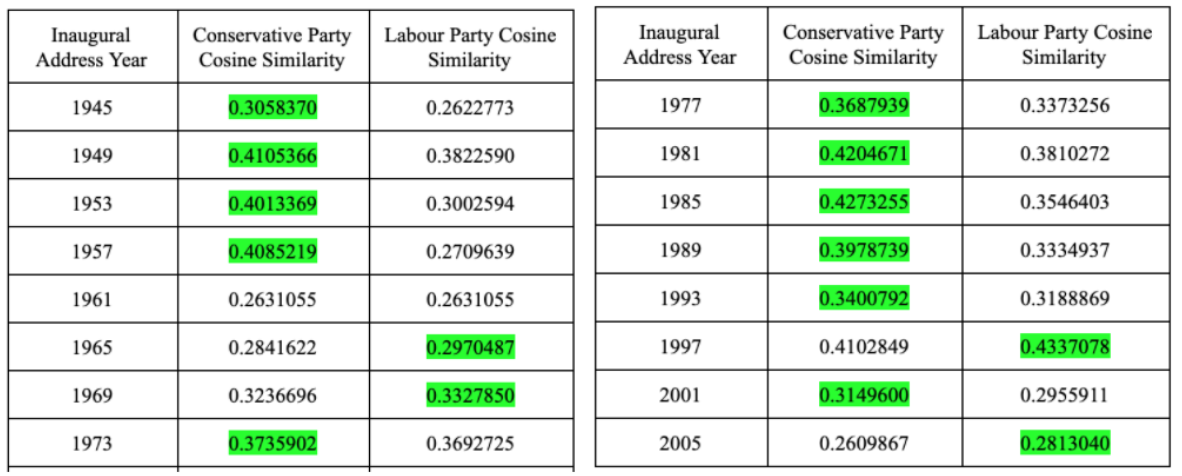 Inaugural Address Year | Conservative Party Cosine Similarity | Labour Party Cosine Similarity
1945 | 0.3058370 | 0.2622773
1949 | 0.4105366 | 0.3822590
1953 | 0.4013369 | 0.3002594
1957 | 0.4085219 | 0.2709639
1961 | 0.2631055 | 0.2631055
1965 | 0.2841622 | 0.2970487
1969 | 0.3236696 | 0.3327850
1973 | 0.3735902 | 0.3692725
Inaugural Address Year | Conservative Party Cosine Similarity | Labour Party Cosine Similarity
1977 | 0.3687939 | 0.3373256
1981 | 0.4204671 | 0.3810272
1985 | 0.4273255 | 0.3546403
1989 | 0.3978739 | 0.3334937
1993 | 0.3400792 | 0.3188869
1997 | 0.4102849 | 0.4337078
2001 | 0.3149600 | 0.2955911
2005 | 0.2609867 | 0.2813040